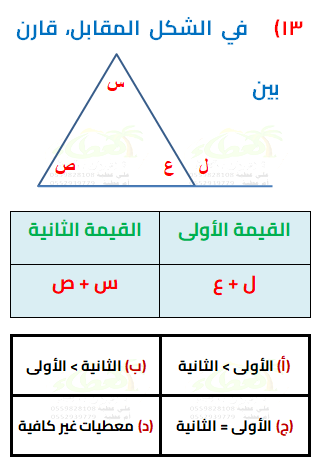 ١٣) في الشكل المقابل، قارن
بين
س
ص
ع
ل
القيمة الأولى
القيمة الثانية
ل + ع
س + ص
(أ) الأولى > الثانية
(ب) الثانية > الأولى
(ج) الأولى = الثانية
(د) معطيات غير كافية